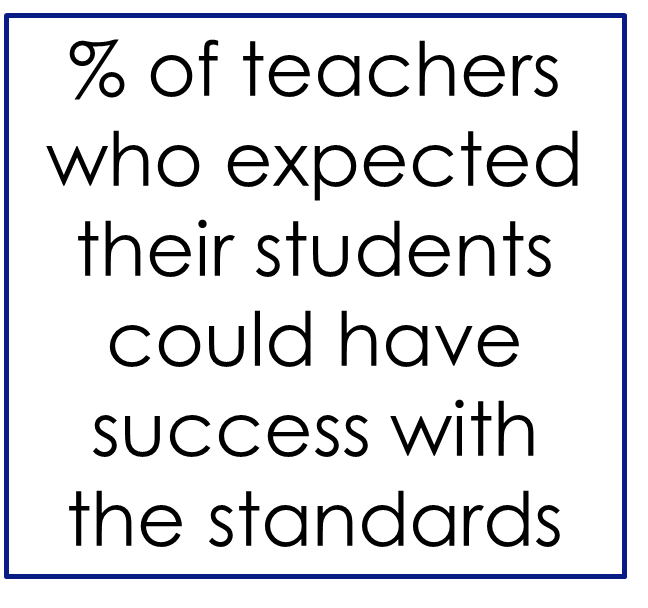 % of teachers
who expected
their students
could have
success with
the standards